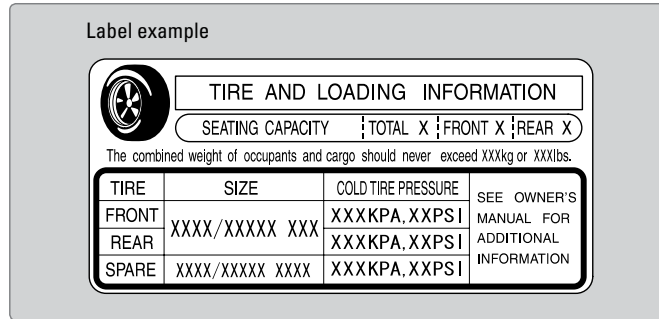 Label example
TIRE AND LOADING INFORMATION
SEATING CAPACITY TOTAL X FRONT X REAR X
The combined weight of occupants and cargo should never exceed XXXkg or XXXlbs.
TIRE SIZE COLD TIRE PRESSURE SEE OWNER'S
FRONT XXXX/XXXXX XXX XXXKPA,XXPSI MANUAL FOR
REAR XXXKPA,XXPSI ADDITIONAL
SPARE XXXX/XXXXX XXXX XXXKPA,XXPSI INFORMATION